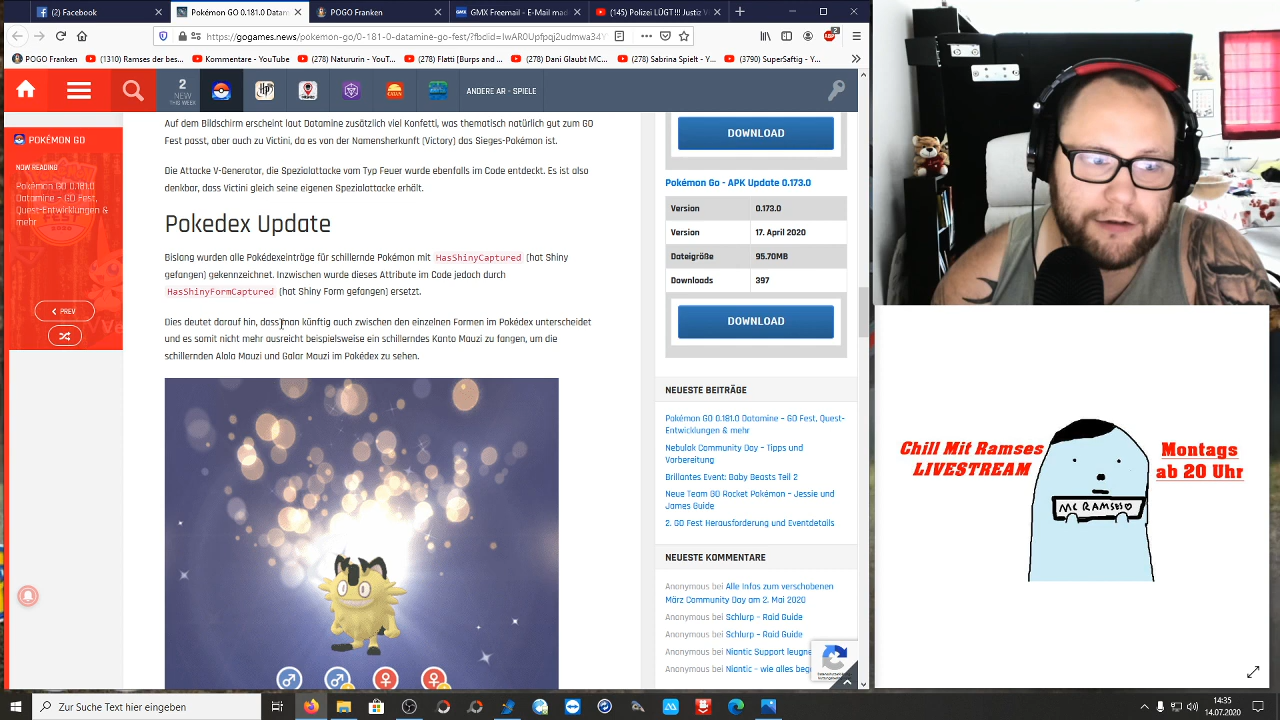 Facebook
Pokémon GO 0.181.0 Datam
POGO Franken
GMX Freemail - E-Mail made
(145) Polizei LÜGT!!! Juste V
https://gogames.news/pokemon-go/0-181-0-datamine-go-fest/?fbclid=IwAR0Upfpqj2udmwa34Y
POGO Franken
(1310) Ramses der bes...
Kommentare - YouTube
(278) Natururin - YouT...
(278) Flatti [Burps and ...
(278) Dani Glaubt MC...
(278) Sabrina Spielt - Y...
(3790) SuperSaftig - Y...
2
NEW
THIS WEEK
ANDERE AR - SPIELE
POKÉMON GO
NOW READING
Pokémon GO 0.181.0
Datamine – GO Fest,
Quest-Entwicklungen &
mehr
PREV
Auf dem Bildschirm erscheint laut Datamine zusätzlich viel Konfetti, was thematisch natürlich gut zum GO
Fest passt, aber auch zu Victini, da es von der Namensherkunft (Victory) das Sieges-Pokémon ist.
Die Attacke V-Generator, die Spezialattacke vom Typ Feuer wurde ebenfalls im Code entdeckt. Es ist also
denkbar, dass Victini gleich seine eigenen Spezialattacke erhält.
Pokedex Update
Bislang wurden alle Pokédexeinträge für schillernde Pokémon mit HasShinyCaptured (hat Shiny
gefangen) gekennzeichnet. Inzwischen wurde dieses Attribut im Code jedoch durch
HasShinyFormCaptured (hat Shiny Form gefangen) ersetzt.
Dies deutet darauf hin, dass man künftig auch zwischen den einzelnen Formen im Pokédex unterscheidet
und es somit nicht mehr ausreicht beispielsweise ein schillerndes Kanto Mauzi zu fangen, um die
schillernden Alola Mauzi und Galar Mauzi im Pokédex zu sehen.
DOWNLOAD
Pokémon Go - APK Update 0.173.0
Version 0.173.0
Version 17. April 2020
Dateigröße 95.70MB
Downloads 397
DOWNLOAD
NEUESTE BEITRÄGE
Pokémon GO 0.181.0 Datamine – GO Fest, Quest-
Entwicklungen & mehr
Nebulak Community Day – Tipps und
Vorbereitung
Brillantes Event: Baby Beasts Teil 2
Neue Team GO Rocket Pokémon – Jessie und
James Guide
2. GO Fest Herausforderung und Eventdetails
NEUESTE KOMMENTARE
Anonymous bei Alle Infos zum verschobenen
März Community Day am 2. Mai 2020
Anonymous bei Schlurp – Raid Guide
Anonymous bei Schlurp – Raid Guide
Anonymous bei Niantic Support leugne
Anonymous bei Niantic – wie alles beg
Chill Mit Ramses
LIVESTREAM
Montags
ab 20 Uhr
MC RAMSES
Zur Suche Text hier eingeben
14:35
14.07.2020